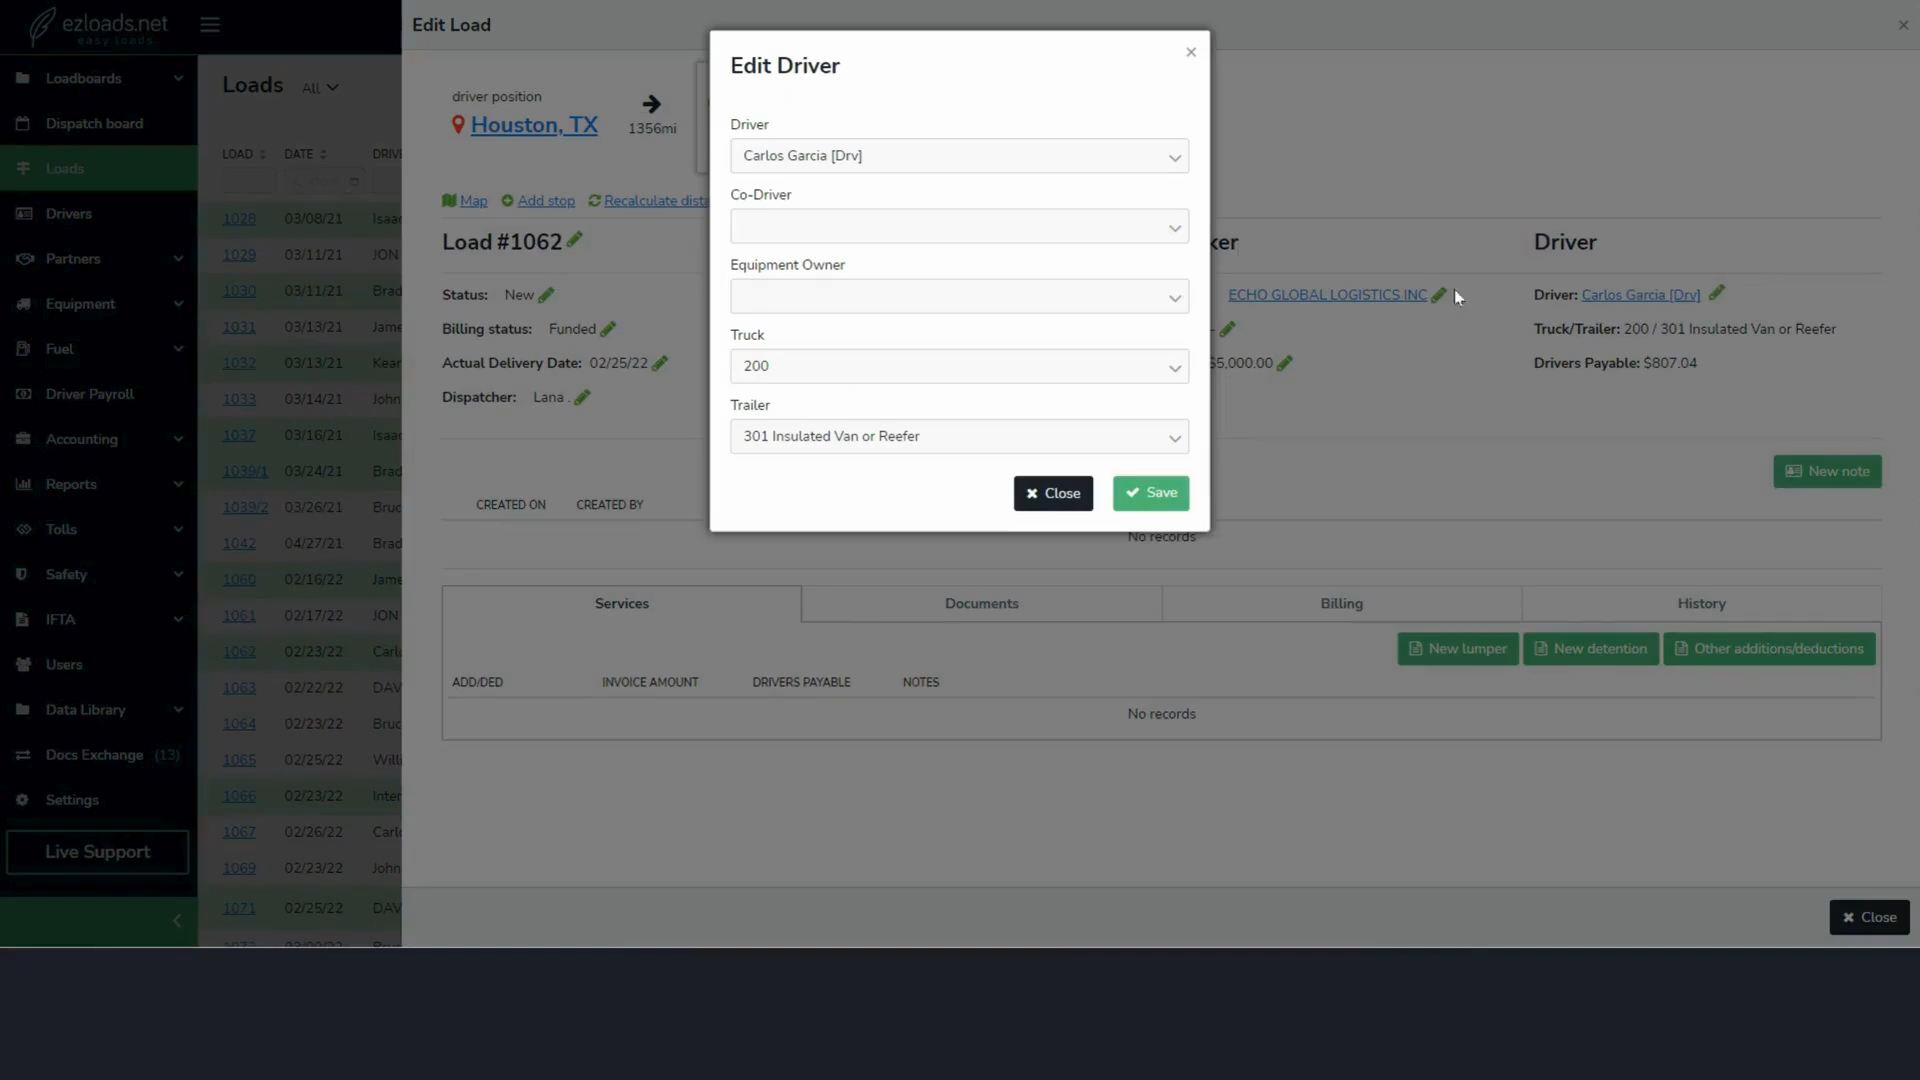 ezloads.net
easy loads
Loadboards
Dispatch board
Loads
Drivers
Partners
Equipment
Fuel
Driver Payroll
Accounting
Reports
Tolls
Safety
IFTA
Users
Data Library
Docs Exchange (13)
Settings
Live Support
Loads All
LOAD DATE
1028 03/08/21
1029 03/11/21 JON
1030 03/11/21
1031 03/13/21
1032 03/13/21
1033 03/14/21
1037 03/16/21
1039/1 03/24/21
1039/2 03/26/21
1042 04/27/21
1060 02/16/22
1061 02/17/22 JON
1062 02/23/22
1063 02/22/22
1064 02/23/22
1065 02/25/22
1066 02/23/22
1067 02/26/22
1069 02/23/22
1071 02/25/22
Edit Load
×
driver position
Houston, TX
1356mi
Map Add stop Recalculate
Load #1062
Status: New
Billing status: Funded
Actual Delivery Date: 02/25/22
Dispatcher: Lana .
ECHO GLOBAL LOGISTICS INC
$5,000.00
Driver
Driver: Carlos Garcia [Drv]
Truck/Trailer: 200 / 301 Insulated Van or Reefer
Drivers Payable: $807.04
New note
CREATED ON CREATED BY
No records
Services Documents Billing History
New lumper New detention Other additions/deductions
ADD/DED INVOICE AMOUNT DRIVERS PAYABLE NOTES
No records
Close
Edit Driver
×
Driver
Carlos Garcia [Drv]
Co-Driver
Equipment Owner
Truck
200
Trailer
301 Insulated Van or Reefer
Close Save